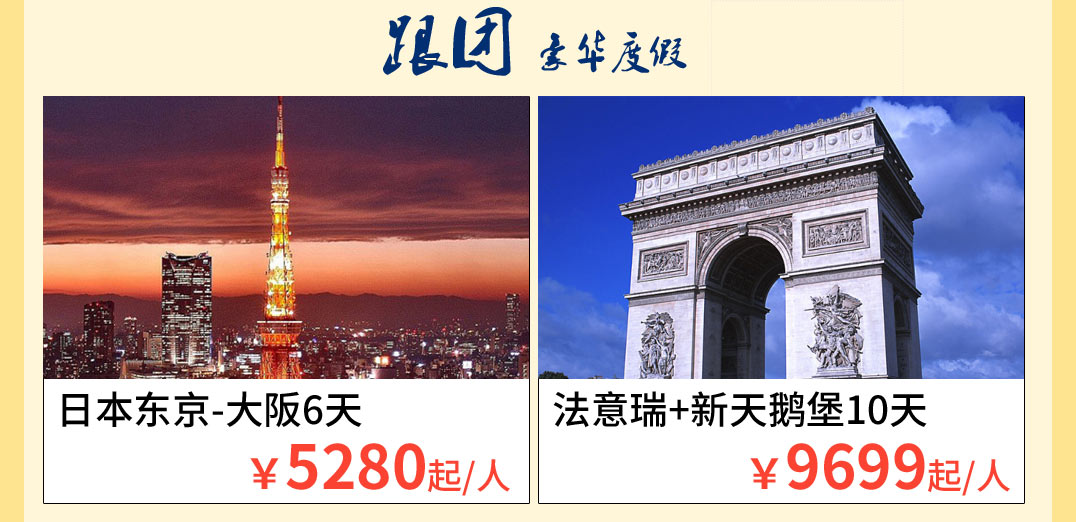 跟团 豪华度假
日本东京-大阪6天
￥5280起/人
法意瑞+新天鹅堡10天
￥9699起/人